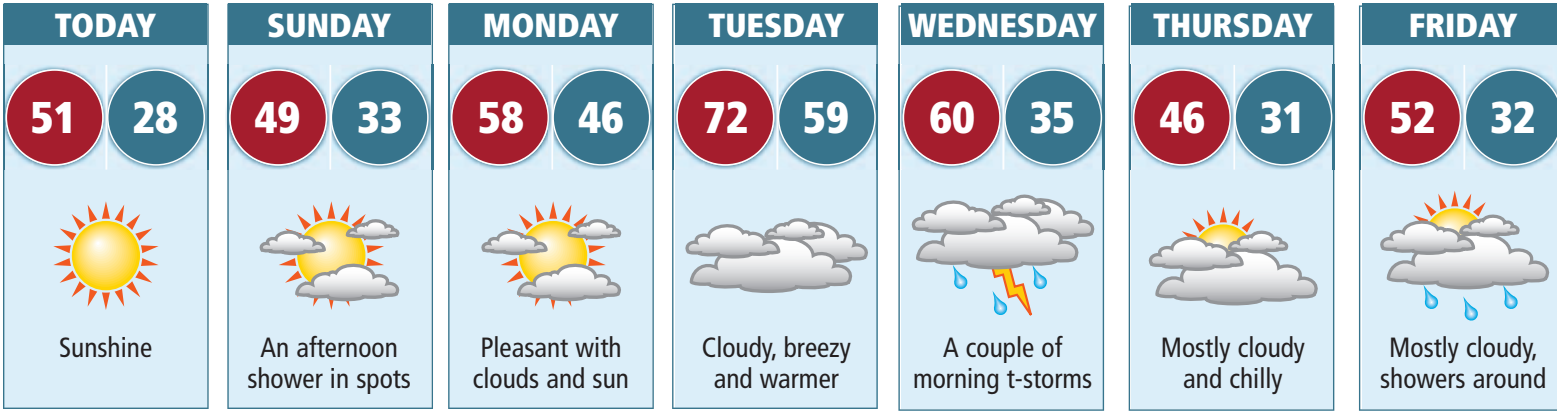 TODAY
51 28
Sunshine
SUNDAY
49 33
An afternoon
shower in spots
MONDAY
58 46
Pleasant with
clouds and sun
TUESDAY
72 59
Cloudy, breezy
and warmer
WEDNESDAY
60 35
A couple of
morning t-storms
THURSDAY
46 31
Mostly cloudy
and chilly
FRIDAY
52 32
Mostly cloudy,
showers around